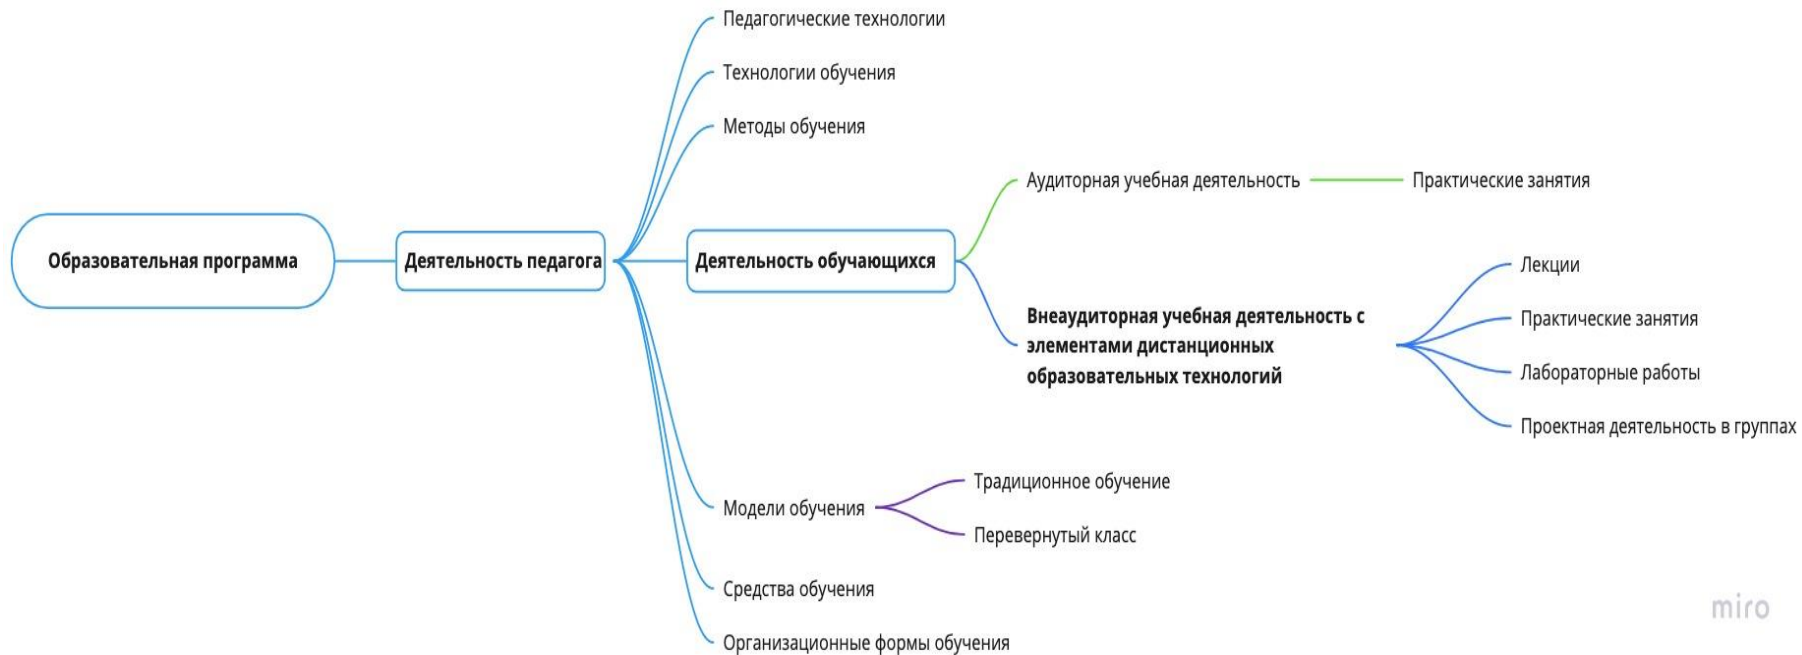 Педагогические технологии
Технологии обучения
Методы обучения
Аудиторная учебная деятельность
Практические занятия
Образовательная программа
Деятельность педагога
Деятельность обучающихся
Внеаудиторная учебная деятельность с
элементами дистанционных
образовательных технологий
Лекции
Практические занятия
Лабораторные работы
Проектная деятельность в группах
Модели обучения
Традиционное обучение
Перевернутый класс
Средства обучения
Организационные формы обучения
miro